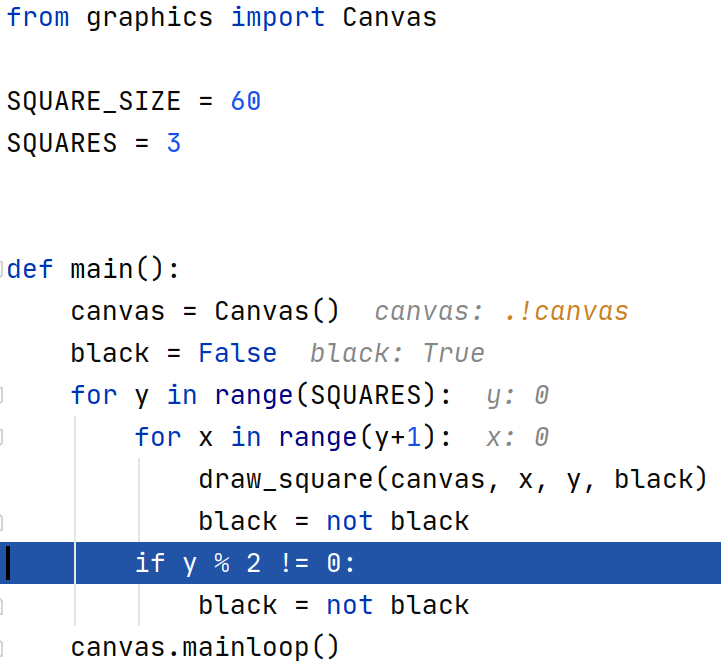 from graphics import Canvas
SQUARE_SIZE = 60
SQUARES = 3
def main():
    canvas = Canvas()  canvas: .!canvas
    black = False  black: True
    for y in range(SQUARES):  y: 0
        for x in range(y+1):  x: 0
            draw_square(canvas, x, y, black)
            black = not black
        if y % 2 != 0:
            black = not black
    canvas.mainloop()